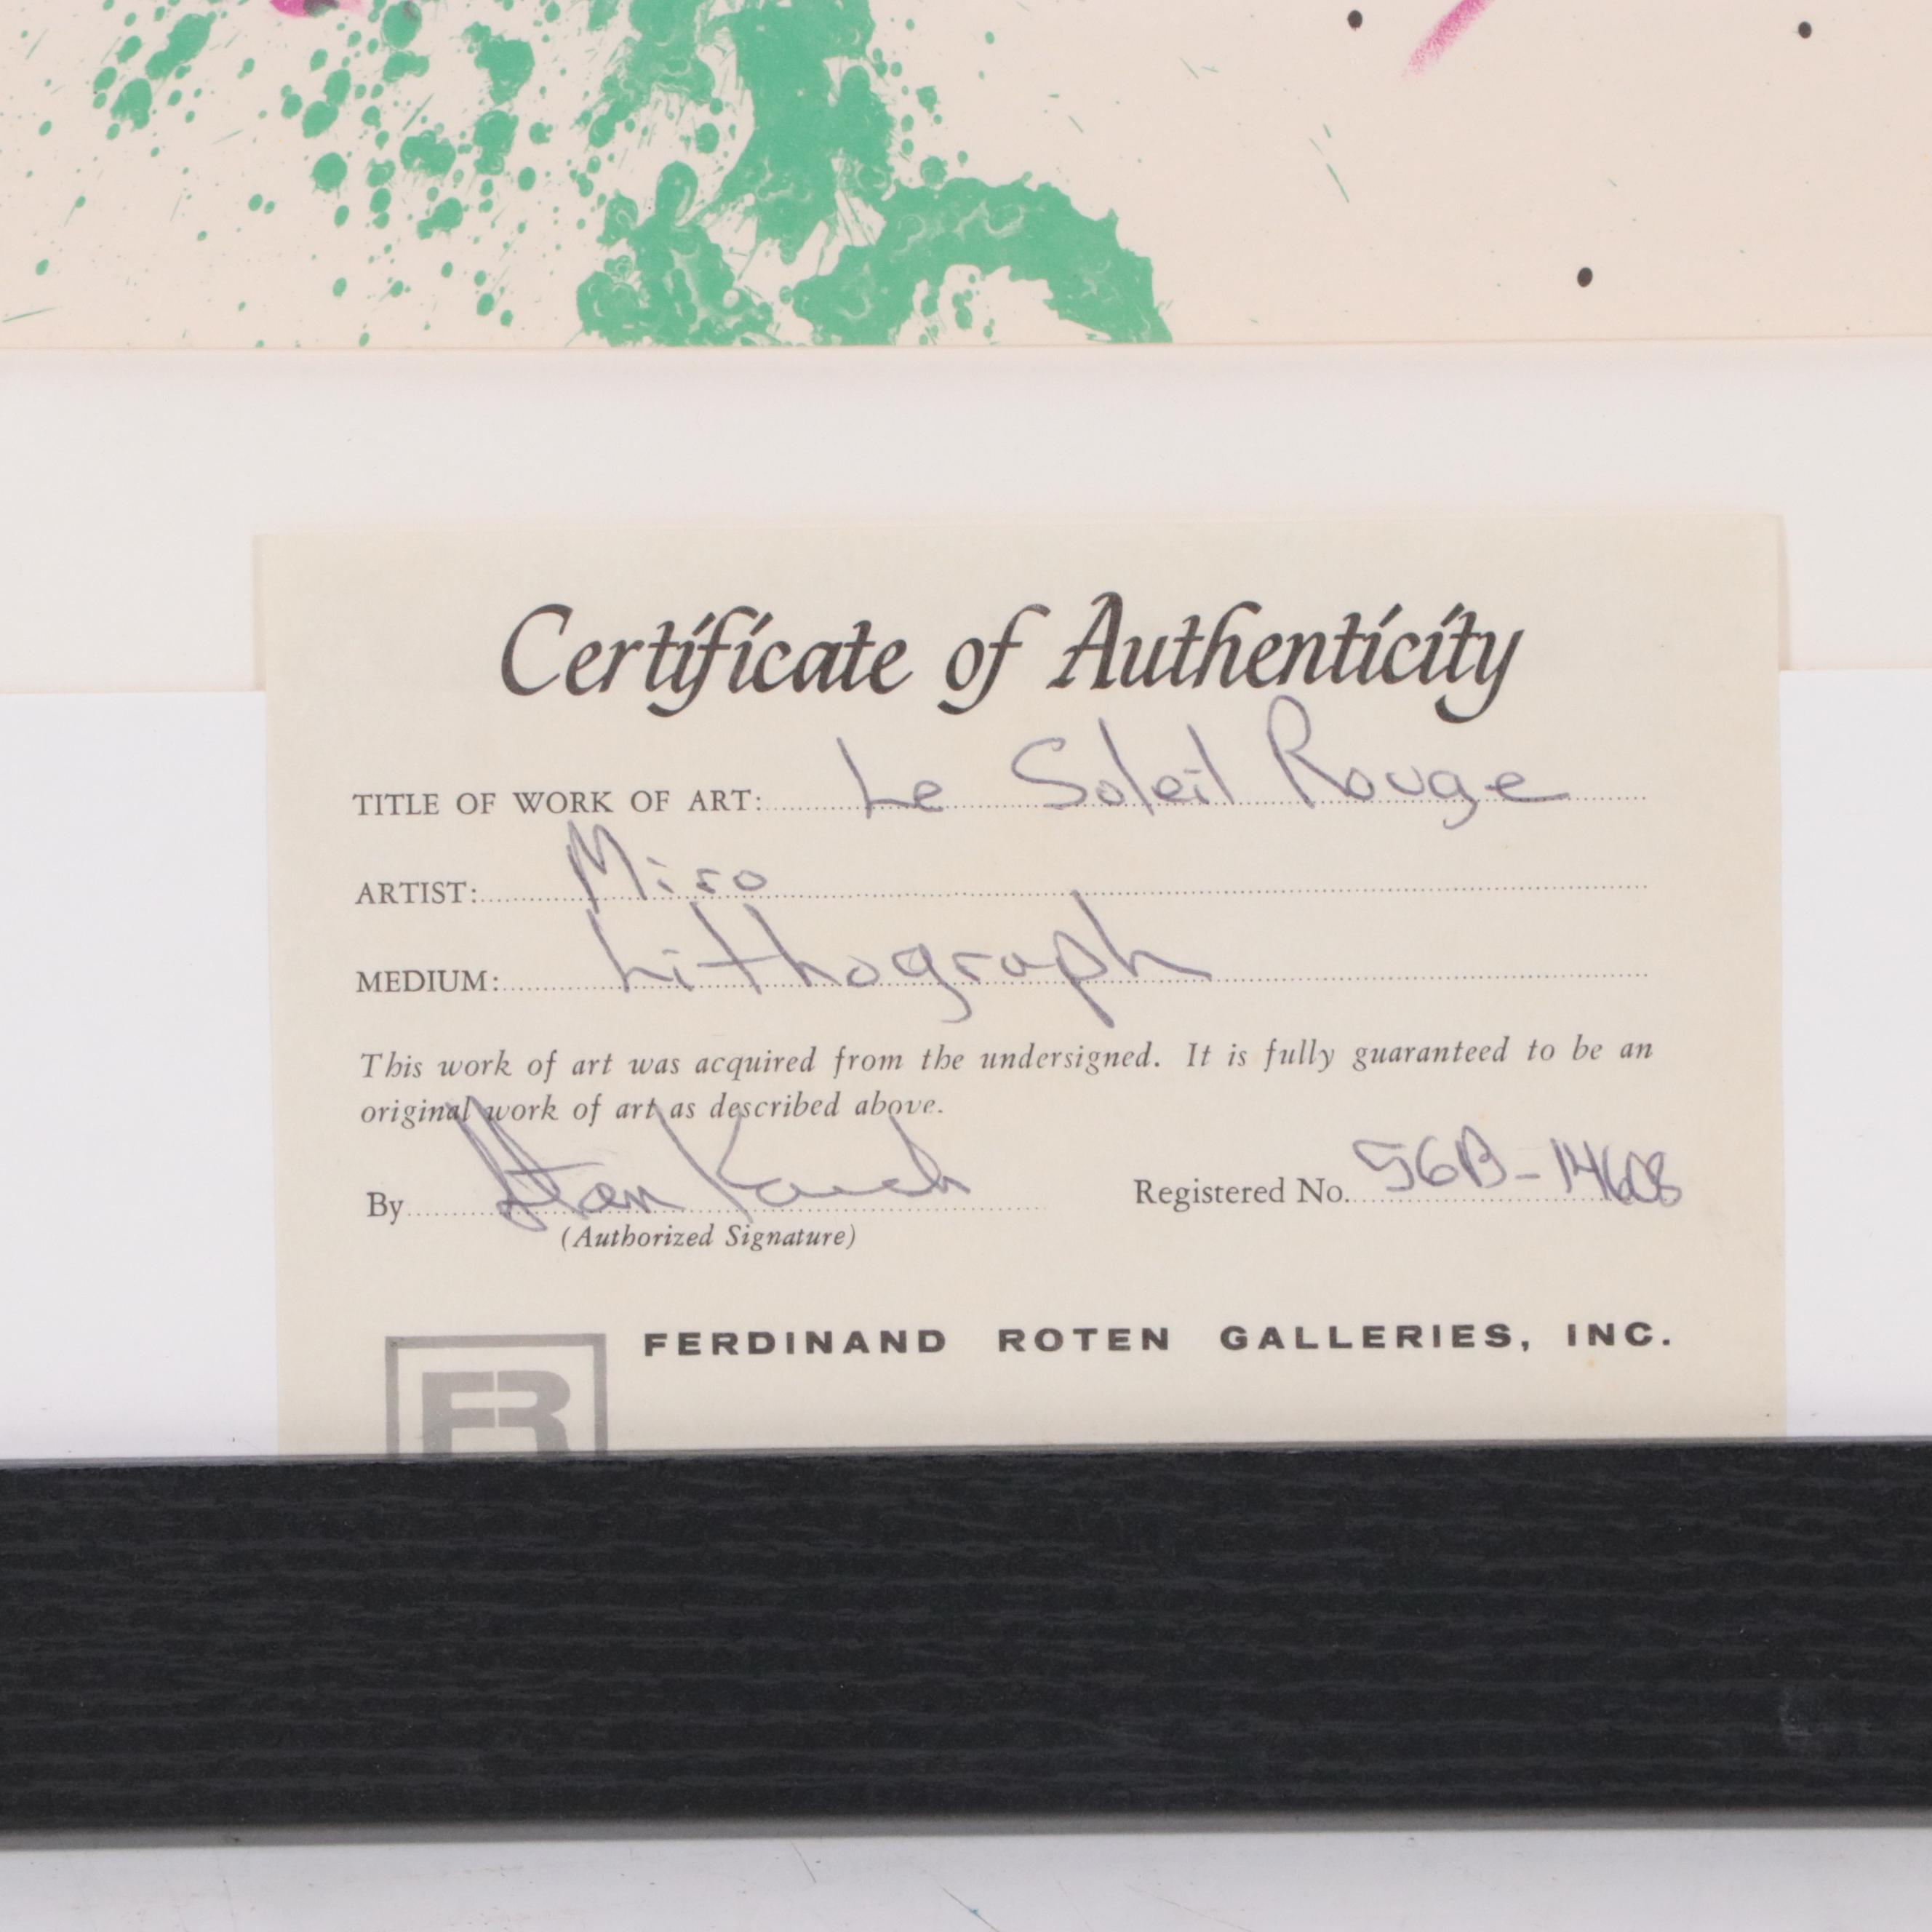 Certificate of Authenticity
TITLE OF WORK OF ART: Le Soleil Rouge
ARTIST: Miro
MEDIUM: Lithograph
This work of art was acquired from the undersigned. It is fully guaranteed to be an
original work of art as described above.
By Stan Registered No. 56B-14608
(Authorized Signature)
FERDINAND ROTEN GALLERIES, INC.
FR